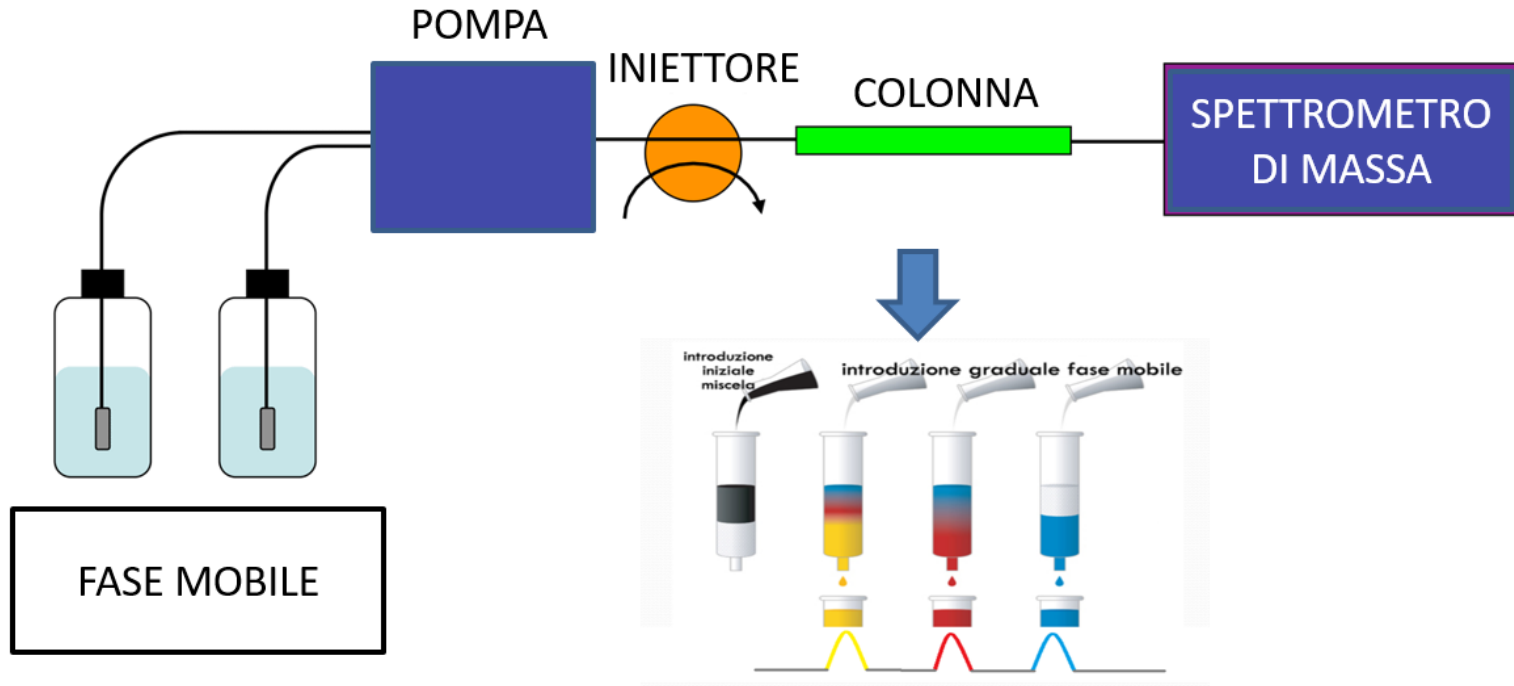 POMPA
INIETTORE
COLONNA
SPETTROMETRO
DI MASSA
introduzione
iniziale
miscela
introduzione graduale fase mobile
FASE MOBILE